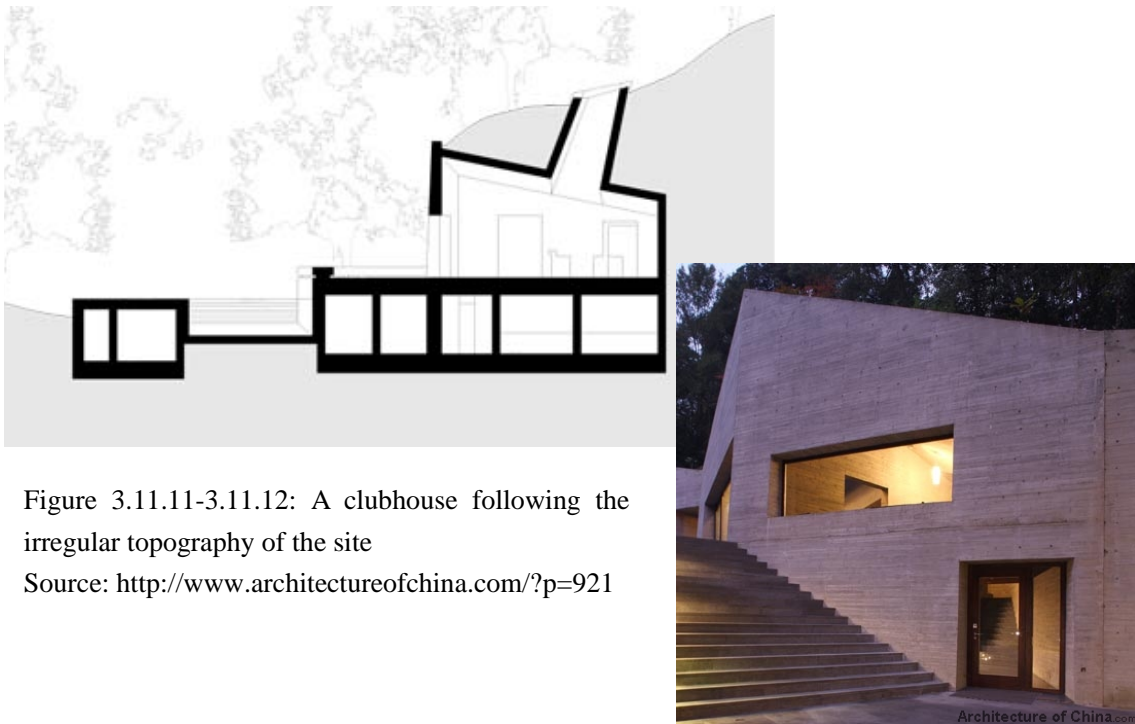 Figure 3.11.11-3.11.12: A clubhouse following the
irregular topography of the site
Source: http://www.architectureofchina.com/?p=921
Architecture of China.com